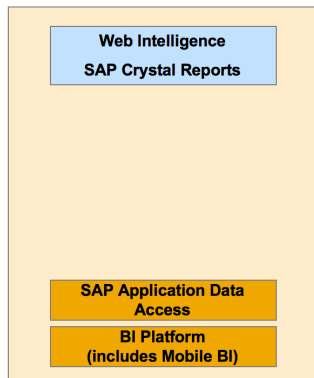 Web Intelligence
SAP Crystal Reports
SAP Application Data
Access
BI Platform
(includes Mobile BI)